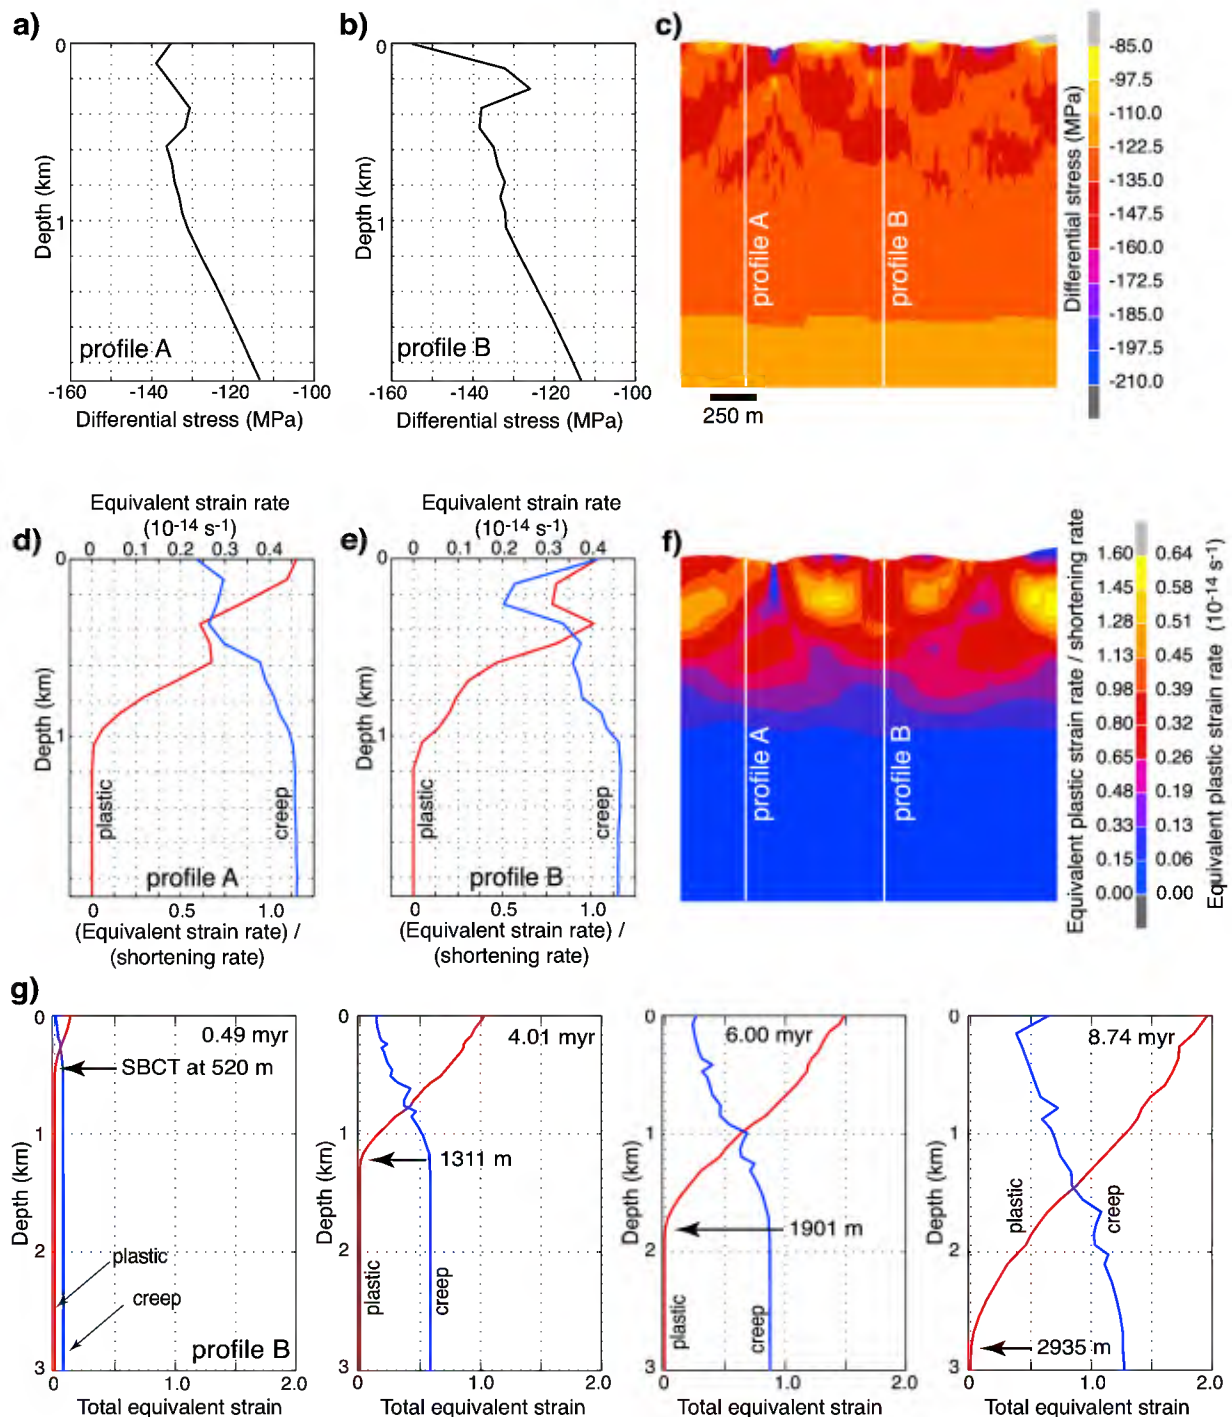 a)
0
1
Depth (km)
profile A
-160 -140 -120 -100
Differential stress (MPa)
b)
0
1
Depth (km)
profile B
-160 -140 -120 -100
Differential stress (MPa)
c)
profile A
profile B
250 m
-85.0
-97.5
-110.0
-122.5
-135.0
-147.5
-160.0
-172.5
-185.0
-197.5
-210.0
Differential stress (MPa)
Equivalent strain rate
(10-14 s-1)
d)
0 0.1 0.2 0.3 0.4
0
1
Depth (km)
plastic
creep
profile A
0 0.5 1.0
(Equivalent strain rate) /
(shortening rate)
Equivalent strain rate
(10-14 s-1)
e)
0 0.1 0.2 0.3 0.4
0
1
Depth (km)
plastic
creep
profile B
0 0.5 1.0
(Equivalent strain rate) /
(shortening rate)
f)
profile A
profile B
Equivalent plastic strain rate / shortening rate
1.60 0.64
1.45 0.58
1.28 0.51
1.13 0.45
0.98 0.39
0.80 0.32
0.65 0.26
0.48 0.19
0.33 0.13
0.15 0.06
0.00 0.00
Equivalent plastic strain rate (10-14 s-1)
g)
0
1
2
3
Depth (km)
0.49 myr
SBCT at 520 m
plastic
creep
profile B
0 1.0 2.0
Total equivalent strain
0
1
2
3
Depth (km)
4.01 myr
1311 m
plastic
creep
0 1.0 2.0
Total equivalent strain
0
1
2
3
Depth (km)
6.00 myr
1901 m
plastic
creep
0 1.0 2.0
Total equivalent strain
0
1
2
3
Depth (km)
8.74 myr
plastic
creep
2935 m
0 1.0 2.0
Total equivalent strain